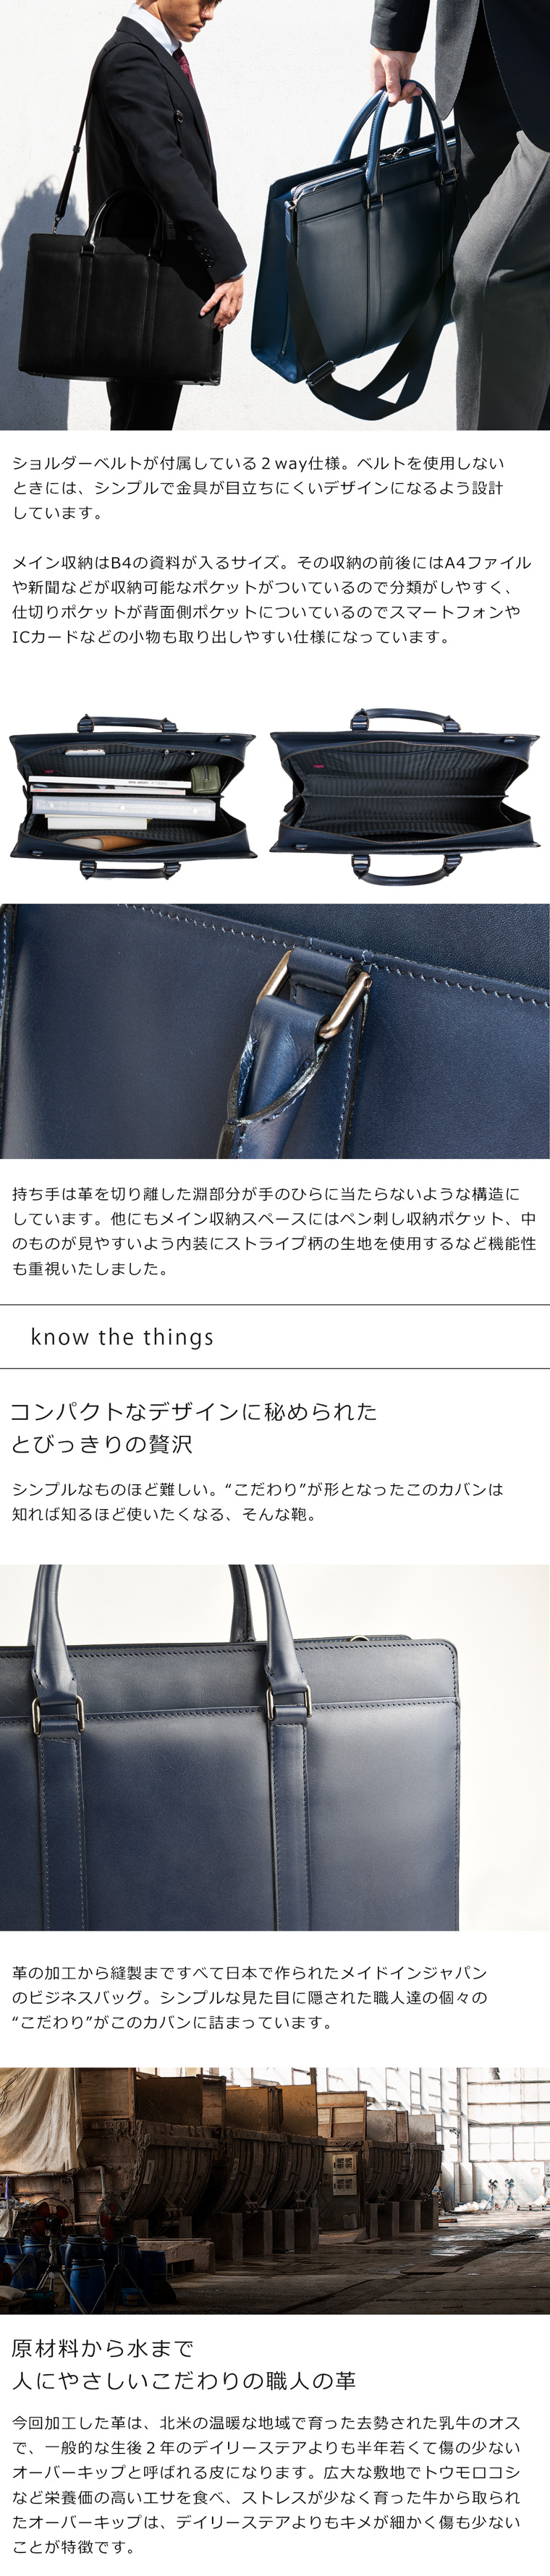 ショルダーベルトが付属している２way仕様。ベルトを使用しない
ときには、シンプルで金具が目立ちにくいデザインになるよう設計
しています。
メイン収納はB4の資料が入るサイズ。その収納の前後にはA4ファイル
や新聞などが収納可能なポケットがついているので分類がしやすく、
仕切りポケットが背面側ポケットについているのでスマートフォンや
ICカードなどの小物も取り出しやすい仕様になっています。
持ち手は革を切り離した淵部分が手のひらに当たらないような構造に
しています。他にもメイン収納スペースにはペン刺し収納ポケット、中
のものが見やすいよう内装にストライプ柄の生地を使用するなど機能性
も重視いたしました。
know the things
コンパクトなデザインに秘められた
とびっきりの贅沢
シンプルなものほど難しい。“こだわり”が形となったこのカバンは
知れば知るほど使いたくなる、そんな鞄。
革の加工から縫製まですべて日本で作られたメイドインジャパン
のビジネスバッグ。シンプルな見た目に隠された職人達の個々の
“こだわり”がこのカバンに詰まっています。
原材料から水まで
人にやさしいこだわりの職人の革
今回加工した革は、北米の温暖な地域で育った去勢された乳牛のオス
で、一般的な生後２年のデイリーステアよりも半年若くて傷の少ない
オーバーキップと呼ばれる皮になります。広大な敷地でトウモロコシ
など栄養価の高いエサを食べ、ストレスが少なく育った牛から取られ
たオーバーキップは、デイリーステアよりもキメが細かく傷も少ない
ことが特徴です。